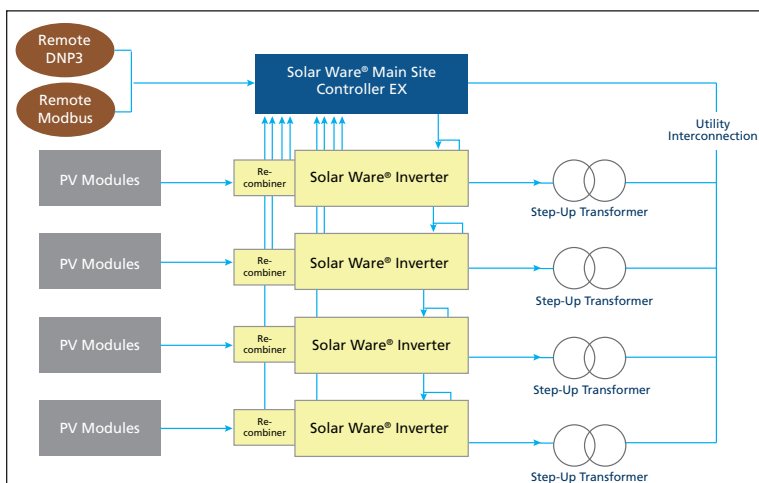 Remote
DNP3
Remote
Modbus
Solar Ware® Main Site
Controller EX
Utility
Interconnection
PV Modules
Re-
combiner
Solar Ware® Inverter
Step-Up Transformer
PV Modules
Re-
combiner
Solar Ware® Inverter
Step-Up Transformer
PV Modules
Re-
combiner
Solar Ware® Inverter
Step-Up Transformer
PV Modules
Re-
combiner
Solar Ware® Inverter
Step-Up Transformer